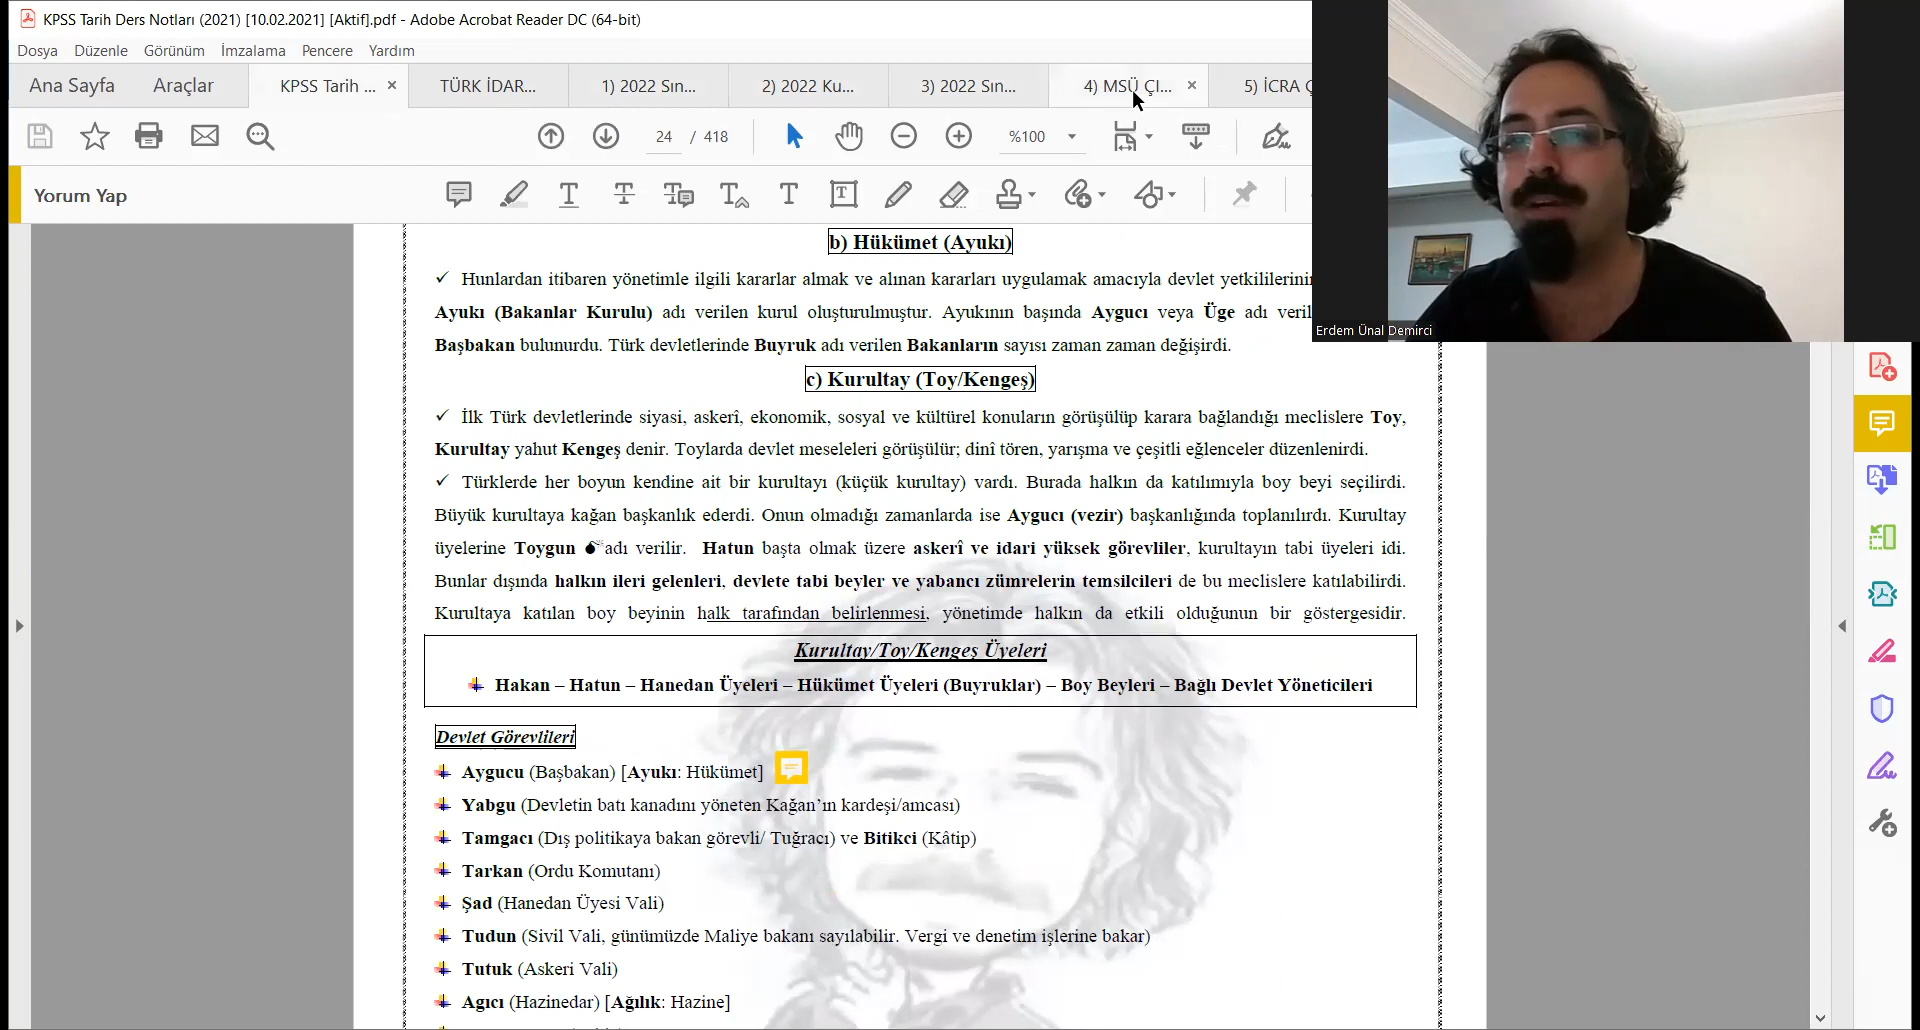 KPSS Tarih Ders Notları (2021) [10.02.2021] [Aktif].pdf - Adobe Acrobat Reader DC (64-bit)
Dosya Düzenle Görünüm İmzalama Pencere Yardım
Ana Sayfa Araçlar KPSS Tarih ... × TÜRK İDAR... 1) 2022 Sın... 2) 2022 Ku... 3) 2022 Sın... 4) MSÜ ÇI... × 5) İCRA Ç
24 / 418 %100
Yorum Yap
b) Hükümet (Ayukı)
✓ Hunlardan itibaren yönetimle ilgili kararlar almak ve alınan kararları uygulamak amacıyla devlet yetkililerinin
Ayukı (Bakanlar Kurulu) adı verilen kurul oluşturulmuştur. Ayukının başında Aygucı veya Üge adı veril
Başbakan bulunurdu. Türk devletlerinde Buyruk adı verilen Bakanların sayısı zaman zaman değişirdi.
Erdem Ünal Demirci
c) Kurultay (Toy/Kengeş)
✓ İlk Türk devletlerinde siyasi, askerî, ekonomik, sosyal ve kültürel konuların görüşülüp karara bağlandığı meclislere Toy,
Kurultay yahut Kengeş denir. Toylarda devlet meseleleri görüşülür; dinî tören, yarışma ve çeşitli eğlenceler düzenlenirdi.
✓ Türklerde her boyun kendine ait bir kurultayı (küçük kurultay) vardı. Burada halkın da katılımıyla boy beyi seçilirdi.
Büyük kurultaya kağan başkanlık ederdi. Onun olmadığı zamanlarda ise Aygucı (vezir) başkanlığında toplanılırdı. Kurultay
üyelerine Toygun adı verilir. Hatun başta olmak üzere askerî ve idari yüksek görevliler, kurultayın tabi üyeleri idi.
Bunlar dışında halkın ileri gelenleri, devlete tabi beyler ve yabancı zümrelerin temsilcileri de bu meclislere katılabilirdi.
Kurultaya katılan boy beyinin halk tarafından belirlenmesi, yönetimde halkın da etkili olduğunun bir göstergesidir.
Kurultay/Toy/Kengeş Üyeleri
Hakan – Hatun – Hanedan Üyeleri – Hükümet Üyeleri (Buyruklar) – Boy Beyleri – Bağlı Devlet Yöneticileri
Devlet Görevlileri
Aygucu (Başbakan) [Ayukı: Hükümet]
Yabgu (Devletin batı kanadını yöneten Kağan’ın kardeşi/amcası)
Tamgacı (Dış politikaya bakan görevli/ Tuğracı) ve Bitikci (Kâtip)
Tarkan (Ordu Komutanı)
Şad (Hanedan Üyesi Vali)
Tudun (Sivil Vali, günümüzde Maliye bakanı sayılabilir. Vergi ve denetim işlerine bakar)
Tutuk (Askeri Vali)
Agıcı (Hazinedar) [Ağılık: Hazine]